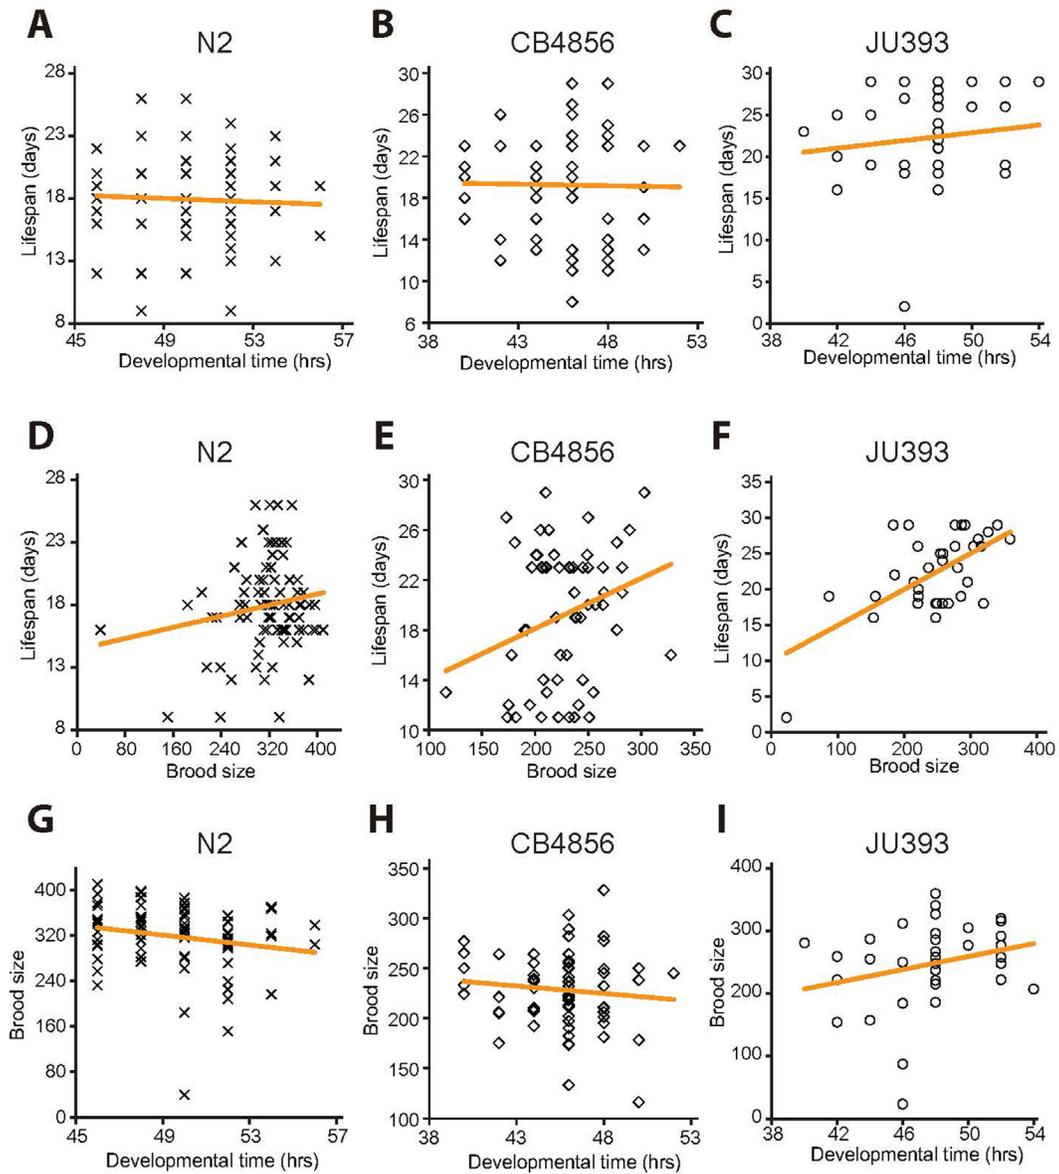 A
N2
28
23
18
13
8
45
49
53
57
Lifespan (days)
Developmental time (hrs)
B
CB4856
30
26
22
18
14
10
6
38
43
48
53
Lifespan (days)
Developmental time (hrs)
C
JU393
30
25
20
15
10
5
0
38
42
46
50
54
Lifespan (days)
Developmental time (hrs)
D
N2
28
23
18
13
8
0
80
160
240
320
400
Lifespan (days)
Brood size
E
CB4856
30
26
22
18
14
10
100
150
200
250
300
350
Lifespan (days)
Brood size
F
JU393
35
30
25
20
15
10
5
0
0
100
200
300
400
Lifespan (days)
Brood size
G
N2
400
320
240
160
80
0
45
49
53
57
Brood size
Developmental time (hrs)
H
CB4856
350
300
250
200
150
100
38
43
48
53
Brood size
Developmental time (hrs)
I
JU393
400
300
200
100
0
38
42
46
50
54
Brood size
Developmental time (hrs)